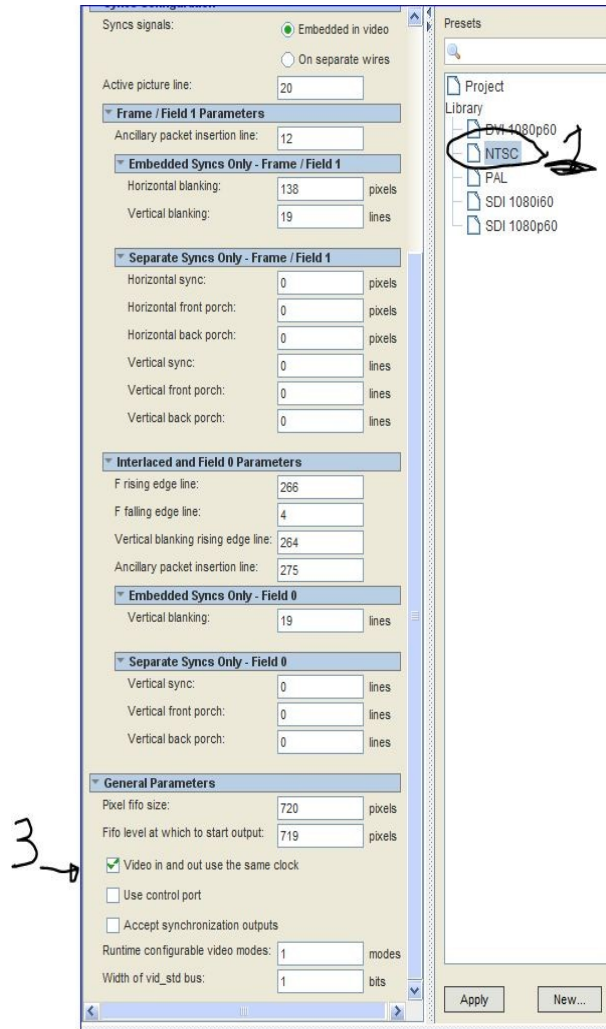 Syncs Configuration
Syncs signals:
Embedded in video
On separate wires
Active picture line: 20
Frame / Field 1 Parameters
Ancillary packet insertion line: 12
Embedded Syncs Only - Frame / Field 1
Horizontal blanking: 138 pixels
Vertical blanking: 19 lines
Separate Syncs Only - Frame / Field 1
Horizontal sync: 0 pixels
Horizontal front porch: 0 pixels
Horizontal back porch: 0 pixels
Vertical sync: 0 lines
Vertical front porch: 0 lines
Vertical back porch: 0 lines
Interlaced and Field 0 Parameters
F rising edge line: 266
F falling edge line: 4
Vertical blanking rising edge line: 264
Ancillary packet insertion line: 275
Embedded Syncs Only - Field 0
Vertical blanking: 19 lines
Separate Syncs Only - Field 0
Vertical sync: 0 lines
Vertical front porch: 0 lines
Vertical back porch: 0 lines
General Parameters
Pixel fifo size: 720 pixels
Fifo level at which to start output: 719 pixels
3
Video in and out use the same clock
Use control port
Accept synchronization outputs
Runtime configurable video modes: 1 modes
Width of vid_std bus: 1 bits
Presets
Project
Library
DVI 1080p60
NTSC
PAL
SDI 1080i60
SDI 1080p60
Apply
New...